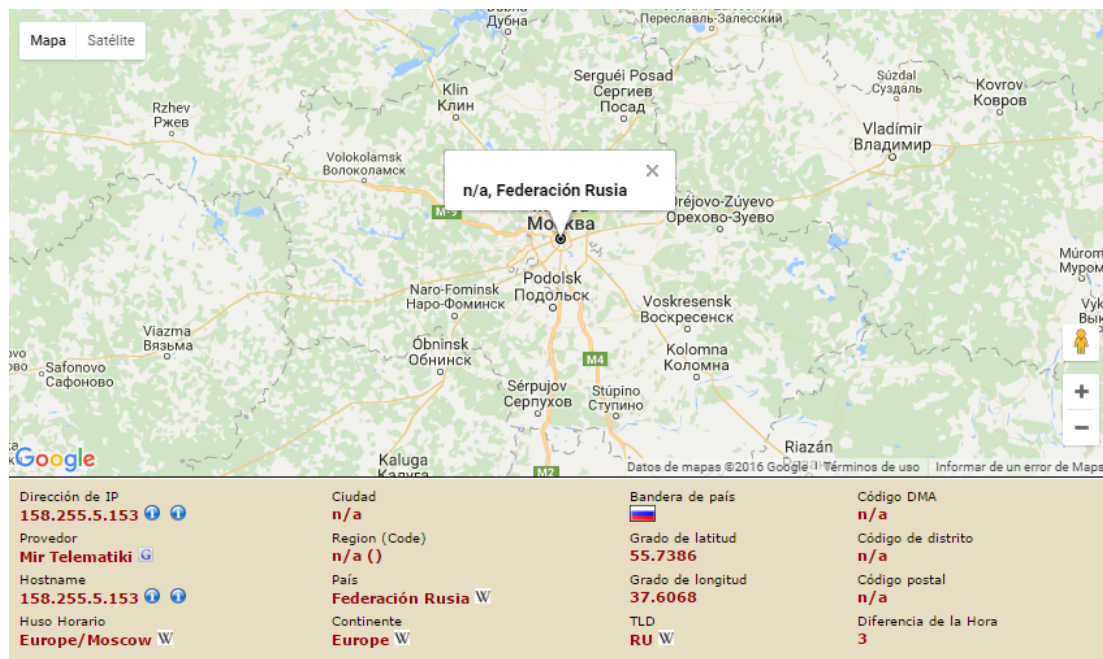 Дубна
Переславль-Залесский
Mapa Satélite
Serguéi Posad
Сергиев
Посад
Klin
Клин
Súzdal
Суздаль
Kovrov
Ковров
Rzhev
Ржев
Vladímir
Владимир
Volokolamsk
Волоколамск
n/a, Federación Rusia
Oréjovo-Zúyevo
Орехово-Зуево
M-9
Москва
Múrom
Муром
Podolsk
Подольск
Naro-Fominsk
Наро-Фоминск
Voskresensk
Воскресенск
Viazma
Вязьма
Óbninsk
Обнинск
M4
Kolomna
Коломна
Safonovo
Сафоново
Sérpujov
Серпухов
Stúpino
Ступино
Riazán
Google
Kaluga
Калуга
M2
Datos de mapas ©2016 Google Términos de uso Informar de un error de Maps
Dirección de IP
158.255.5.153
Provedor
Mir Telematiki
Hostname
158.255.5.153
Huso Horario
Europe/Moscow
Ciudad
n/a
Region (Code)
n/a ()
País
Federación Rusia
Continente
Europe
Bandera de país
Grado de latitud
55.7386
Grado de longitud
37.6068
TLD
RU
Código DMA
n/a
Código de distrito
n/a
Código postal
n/a
Diferencia de la Hora
3